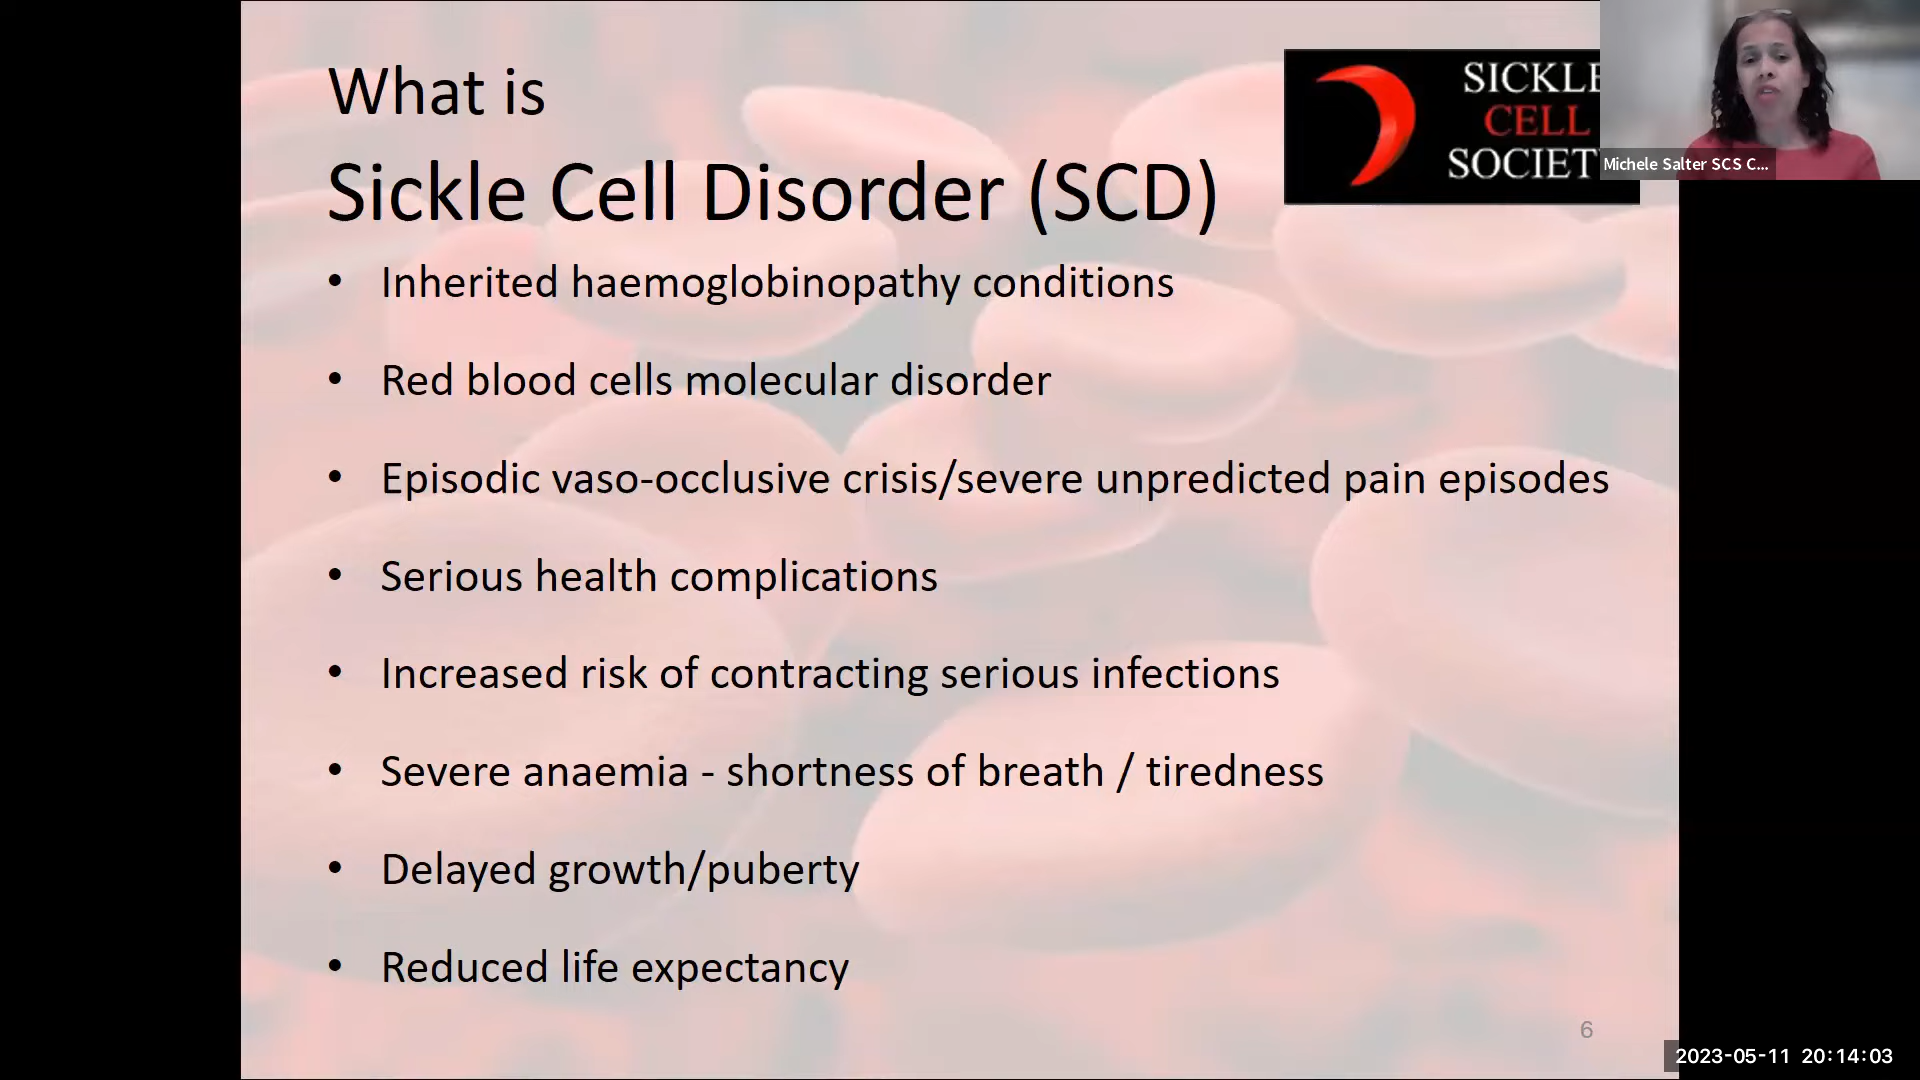 What is
Sickle Cell Disorder (SCD)
SICKLE
CELL
SOCIET
Michele Salter SCS C...
• Inherited haemoglobinopathy conditions
• Red blood cells molecular disorder
• Episodic vaso-occlusive crisis/severe unpredicted pain episodes
• Serious health complications
• Increased risk of contracting serious infections
• Severe anaemia - shortness of breath / tiredness
• Delayed growth/puberty
• Reduced life expectancy
6
2023-05-11 20:14:03